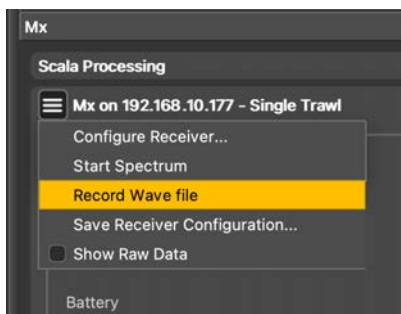 Mx
Scala Processing
Mx on 192.168.10.177 - Single Trawl
Configure Receiver...
Start Spectrum
Record Wave file
Save Receiver Configuration...
Show Raw Data
Battery